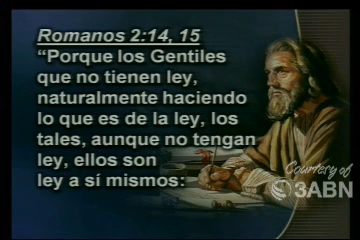 Romanos 2:14, 15
“Porque los Gentiles
que no tienen ley,
naturalmente haciendo
lo que es de la ley, los
tales, aunque no tengan
ley, ellos son
ley a sí mismos:
Courtesy of
3ABN